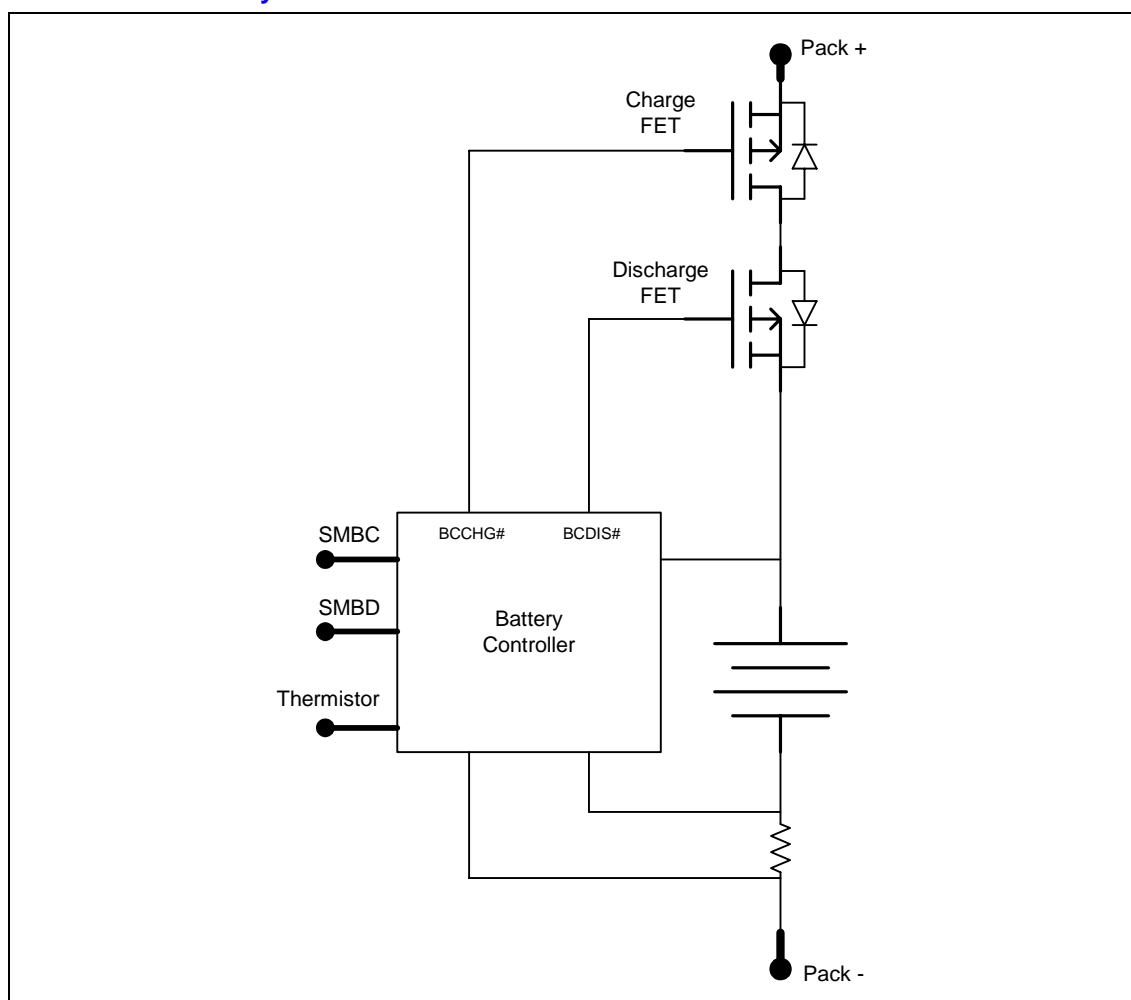 Pack +
Charge
FET
Discharge
FET
BCCHG#
BCDIS#
SMBC
SMBD
Battery
Controller
Thermistor
Pack -